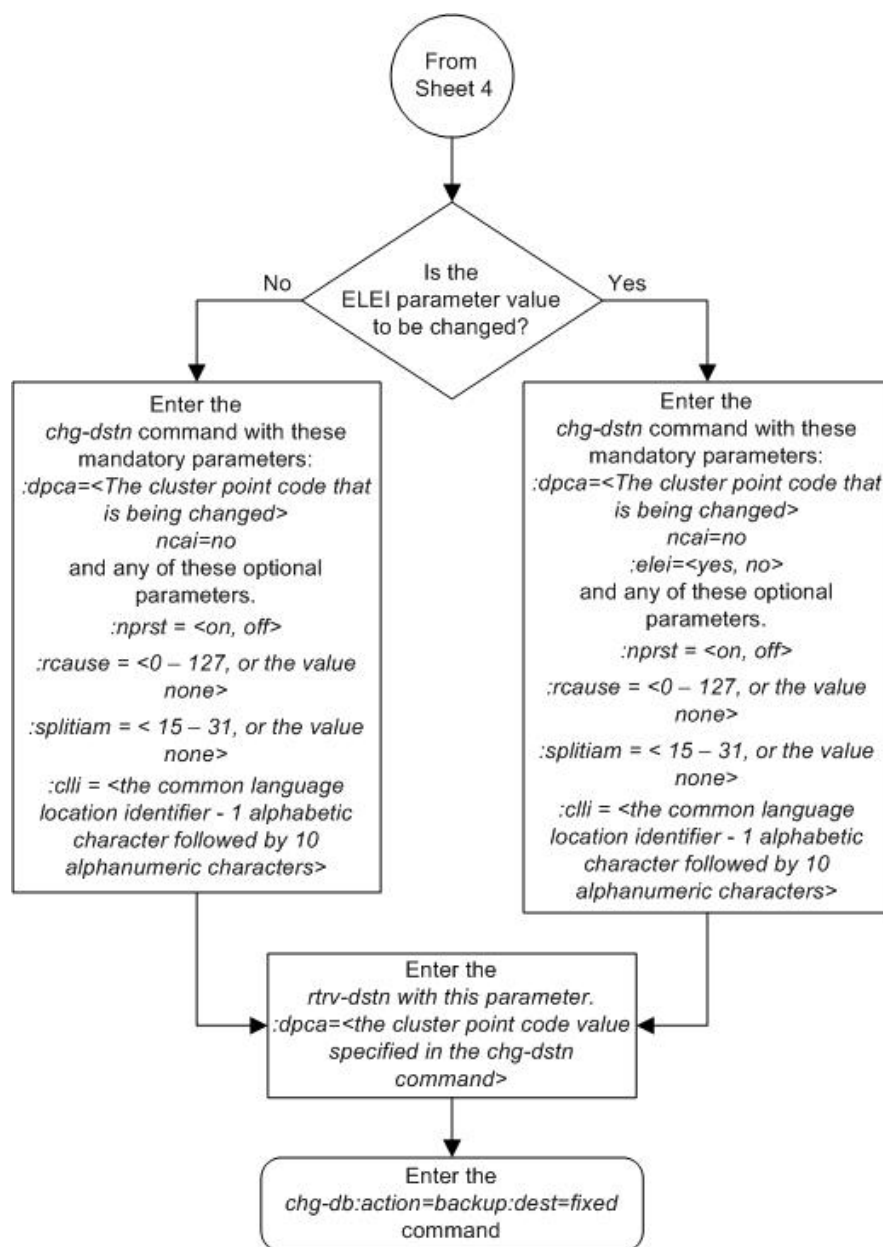 From
Sheet 4
Is the
ELEI parameter value
to be changed?
No
Yes
Enter the
chg-dstn command with these
mandatory parameters:
:dpca=<The cluster point code that
is being changed>
ncai=no
and any of these optional
parameters.
:nprst = <on, off>
:rcause = <0 – 127, or the value
none>
:splitiam = < 15 – 31, or the value
none>
:clli = <the common language
location identifier - 1 alphabetic
character followed by 10
alphanumeric characters>
Enter the
chg-dstn command with these
mandatory parameters:
:dpca=<The cluster point code that
is being changed>
ncai=no
:elei=<yes, no>
and any of these optional
parameters.
:nprst = <on, off>
:rcause = <0 – 127, or the value
none>
:splitiam = < 15 – 31, or the value
none>
:clli = <the common language
location identifier - 1 alphabetic
character followed by 10
alphanumeric characters>
Enter the
rtrv-dstn with this parameter.
:dpca=<the cluster point code value
specified in the chg-dstn
command>
Enter the
chg-db:action=backup:dest=fixed
command